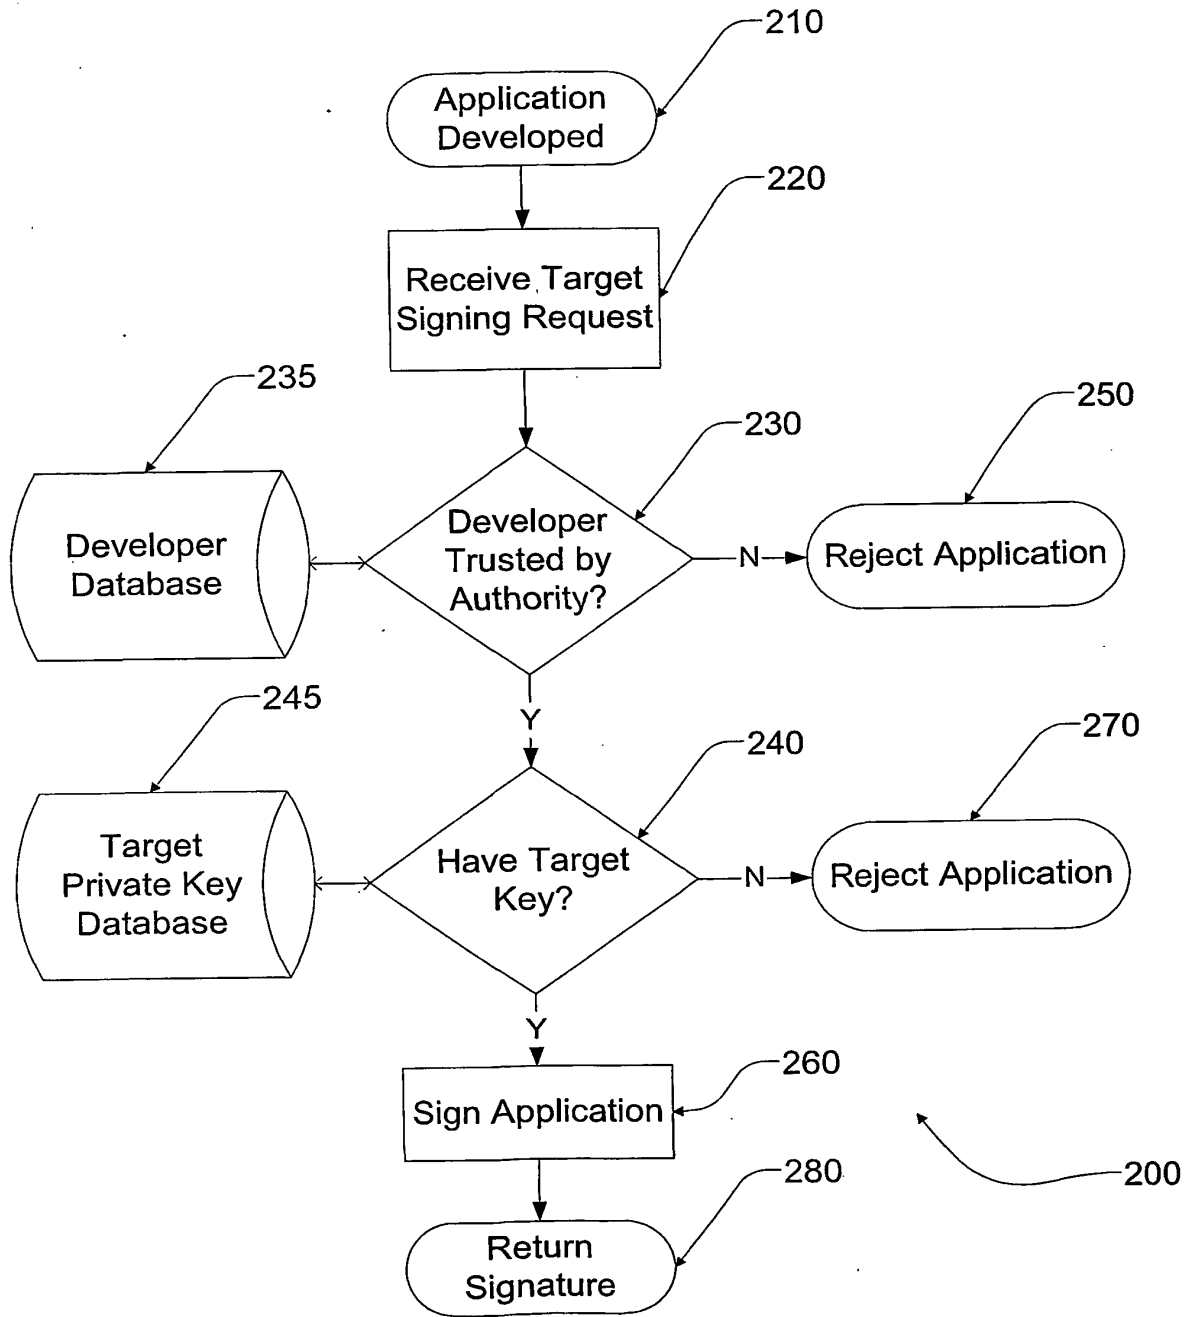 210
Application
Developed
220
Receive Target
Signing Request
235
230
250
Developer
Database
Developer
Trusted by
Authority?
N
Reject Application
245
Y
240
270
Target
Private Key
Database
Have Target
Key?
N
Reject Application
Y
260
Sign Application
280
200
Return
Signature